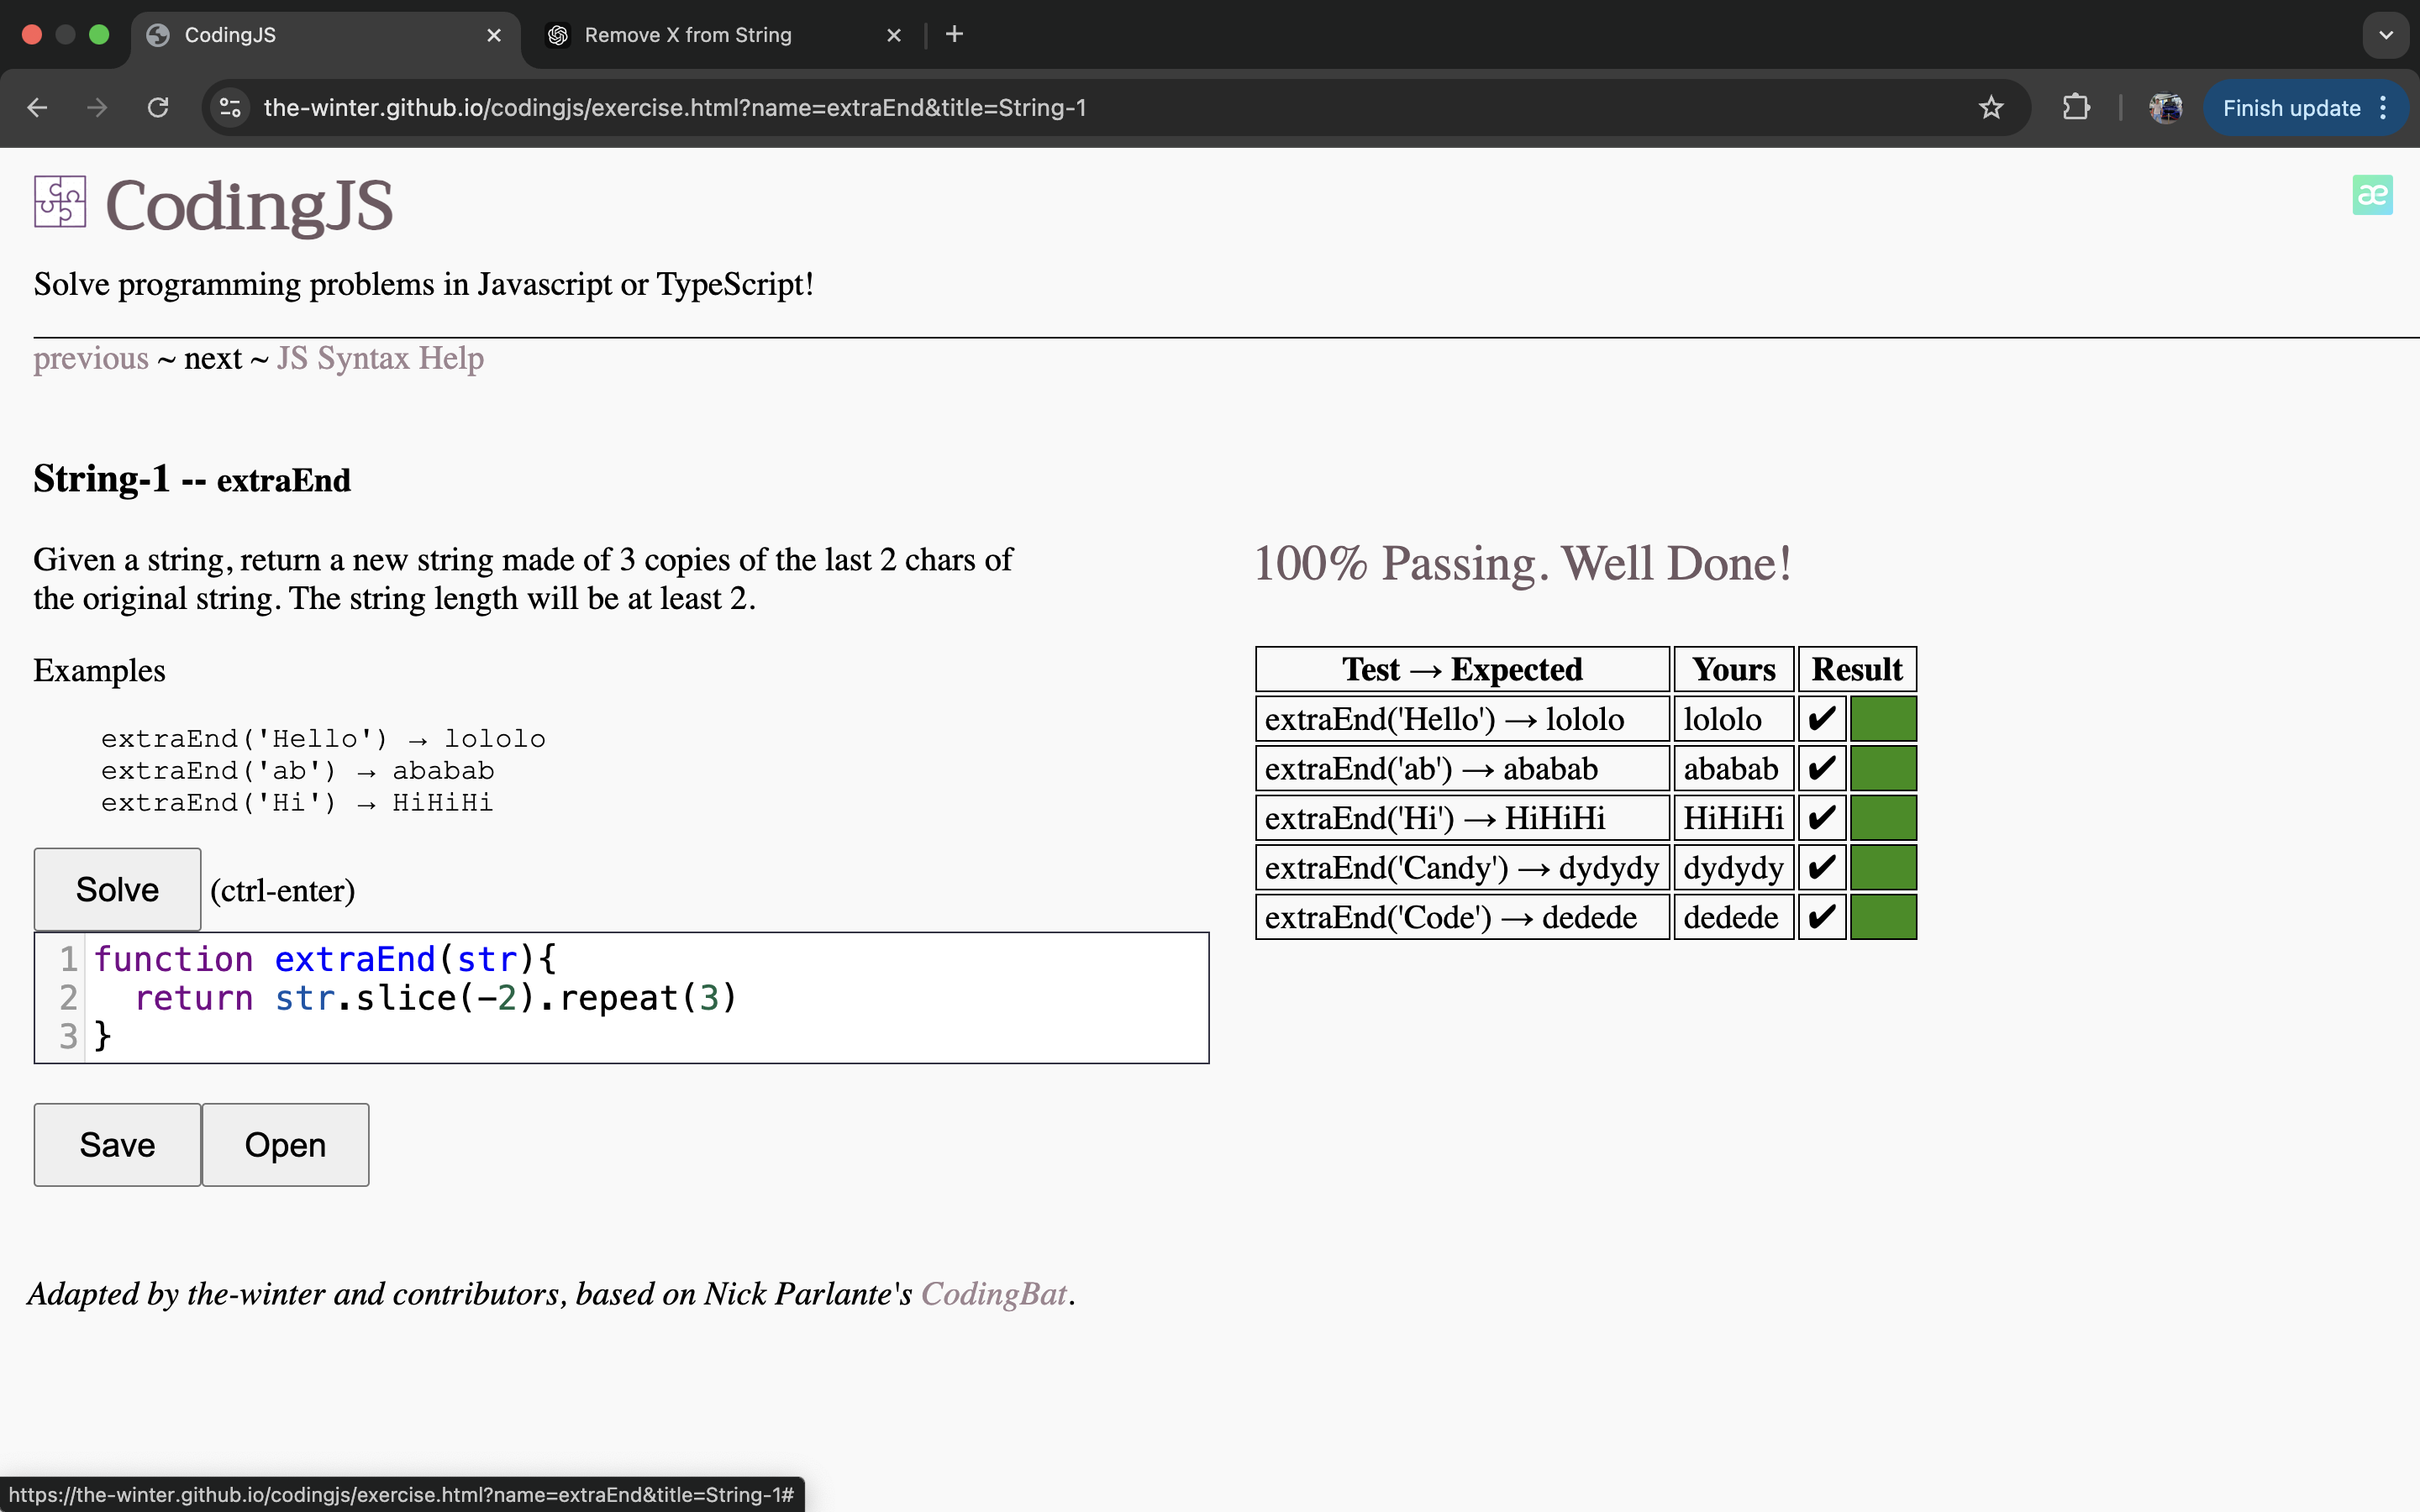 CodingJS
Remove X from String
the-winter.github.io/codingjs/exercise.html?name=extraEnd&title=String-1
Finish update
CodingJS
æ
Solve programming problems in Javascript or TypeScript!
previous ~ next ~ JS Syntax Help
String-1 -- extraEnd
Given a string, return a new string made of 3 copies of the last 2 chars of
the original string. The string length will be at least 2.
Examples
extraEnd('Hello') → lololo
extraEnd('ab') → ababab
extraEnd('Hi') → HiHiHi
Solve (ctrl-enter)
1 function extraEnd(str){
2   return str.slice(-2).repeat(3)
3 }
Save Open
100% Passing. Well Done!
Test → Expected Yours Result
extraEnd('Hello') → lololo lololo ✔
extraEnd('ab') → ababab ababab ✔
extraEnd('Hi') → HiHiHi HiHiHi ✔
extraEnd('Candy') → dydydy dydydy ✔
extraEnd('Code') → dedede dedede ✔
Adapted by the-winter and contributors, based on Nick Parlante's CodingBat.
https://the-winter.github.io/codingjs/exercise.html?name=extraEnd&title=String-1#